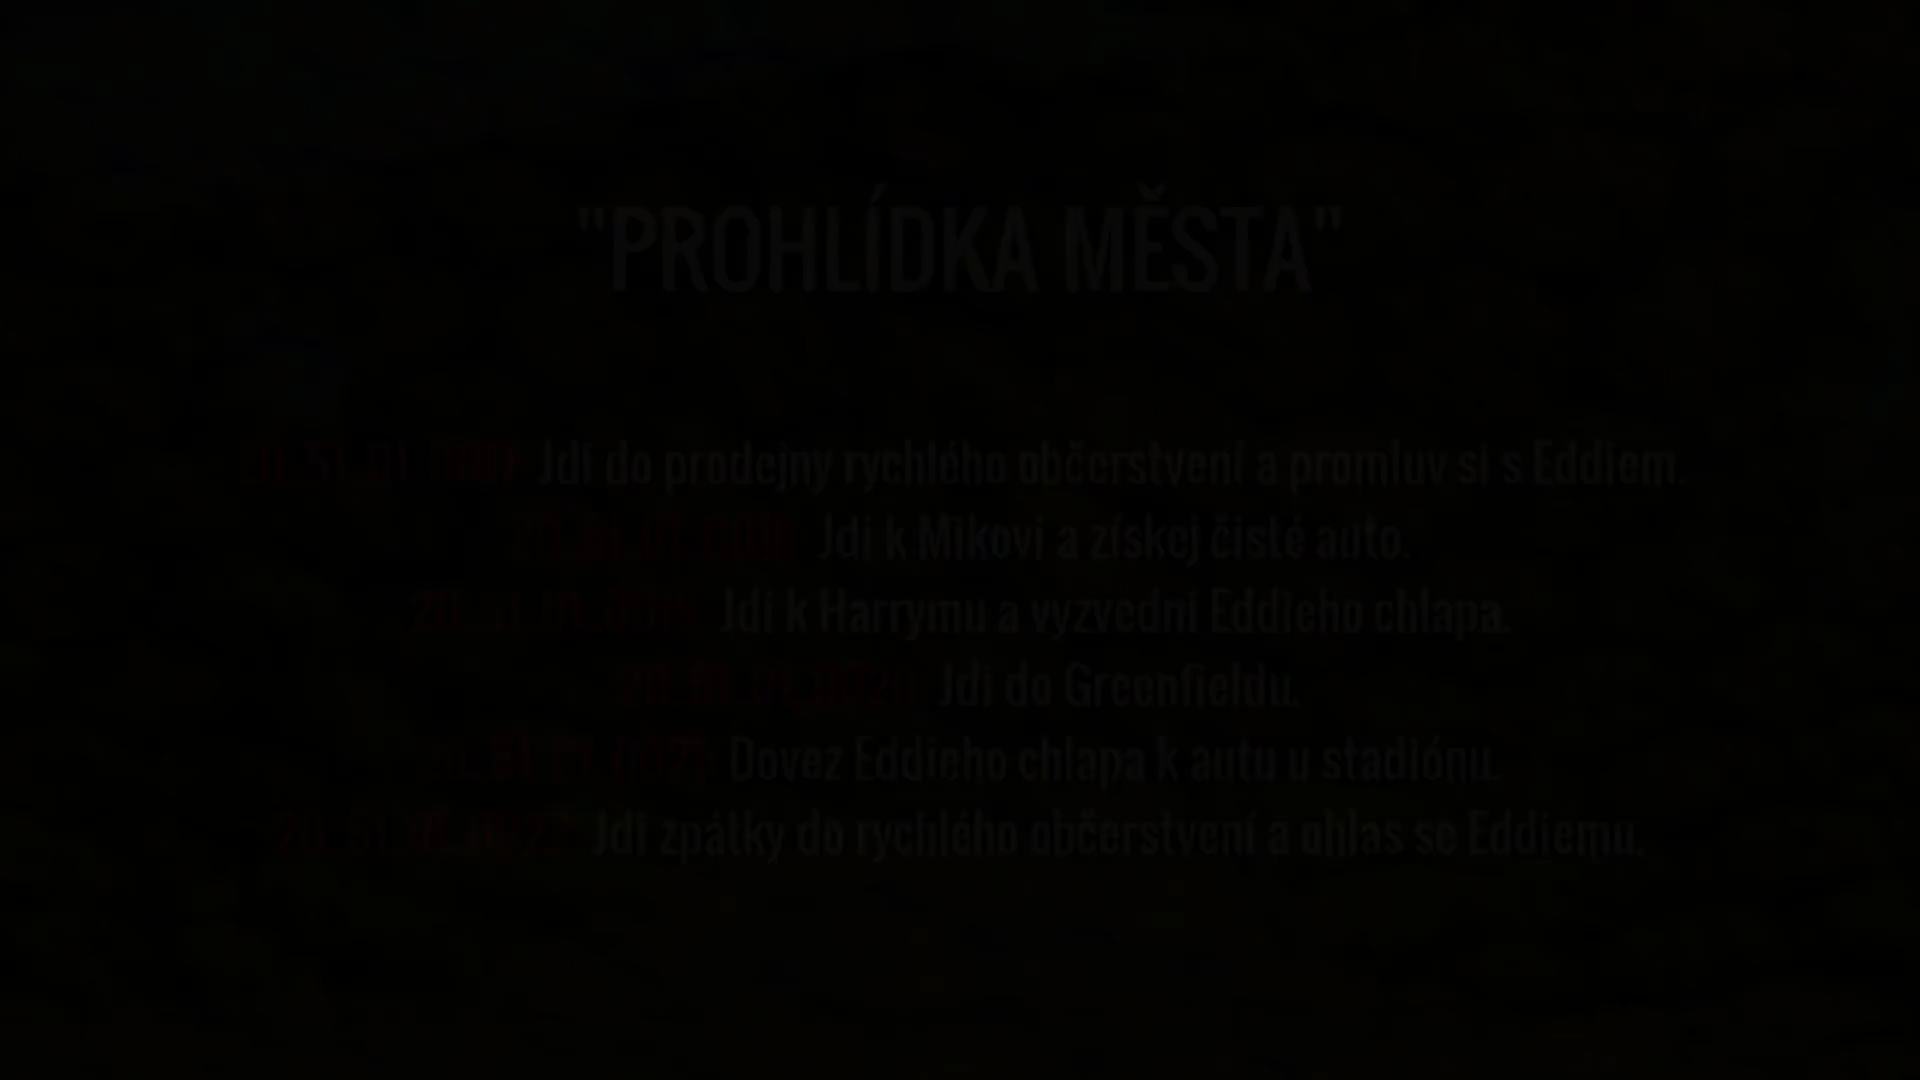 "PROHLÍDKA MĚSTA"
Jdi do prodejny rychlého občerstvení a promluv si s Eddiem.
Jdi k Mikovi a získej čisté auto.
Jdi k Harrymu a vyzvedni Eddieho chlapa.
Jdi do Greenfieldu.
Dovez Eddieho chlapa k autu u stadiónu.
Jdi zpátky do rychlého občerstvení a ohlas se Eddiemu.